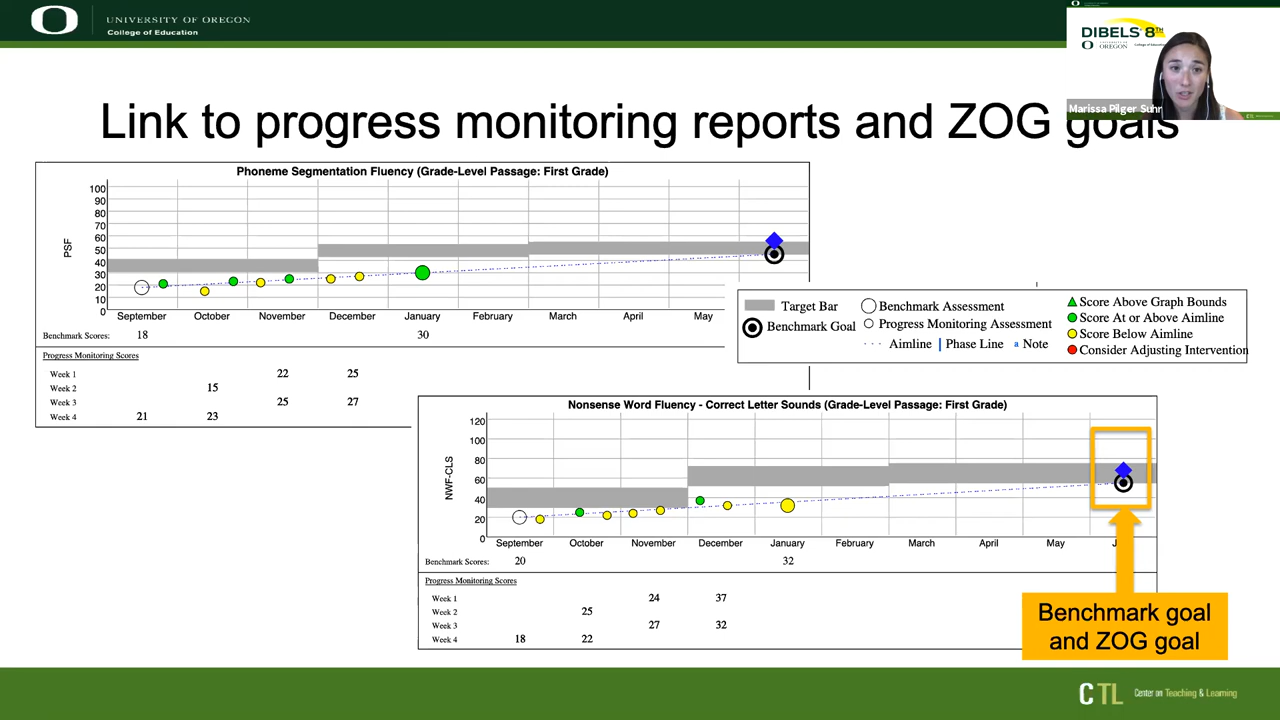 UNIVERSITY OF OREGON
College of Education
DIBELS 8TH
UNIVERSITY OF OREGON
College of Education
Marissa Pilger Suhr
Link to progress monitoring reports and ZOG goals
Phoneme Segmentation Fluency (Grade-Level Passage: First Grade)
PSF
100
90
80
70
60
50
40
30
20
10
0
September October November December January February March April May
Benchmark Scores: 18 30
Progress Monitoring Scores
Week 1 22 25
Week 2 15
Week 3 25 27
Week 4 21 23
Target Bar
Benchmark Goal
Benchmark Assessment
Progress Monitoring Assessment
Aimline Phase Line a Note
Score Above Graph Bounds
Score At or Above Aimline
Score Below Aimline
Consider Adjusting Intervention
Nonsense Word Fluency - Correct Letter Sounds (Grade-Level Passage: First Grade)
NWF-CLS
120
100
80
60
40
20
0
September October November December January February March April May
Benchmark Scores: 20 32
Progress Monitoring Scores
Week 1 24 37
Week 2 25
Week 3 27 32
Week 4 18 22
Benchmark goal
and ZOG goal
CTL Center on Teaching & Learning